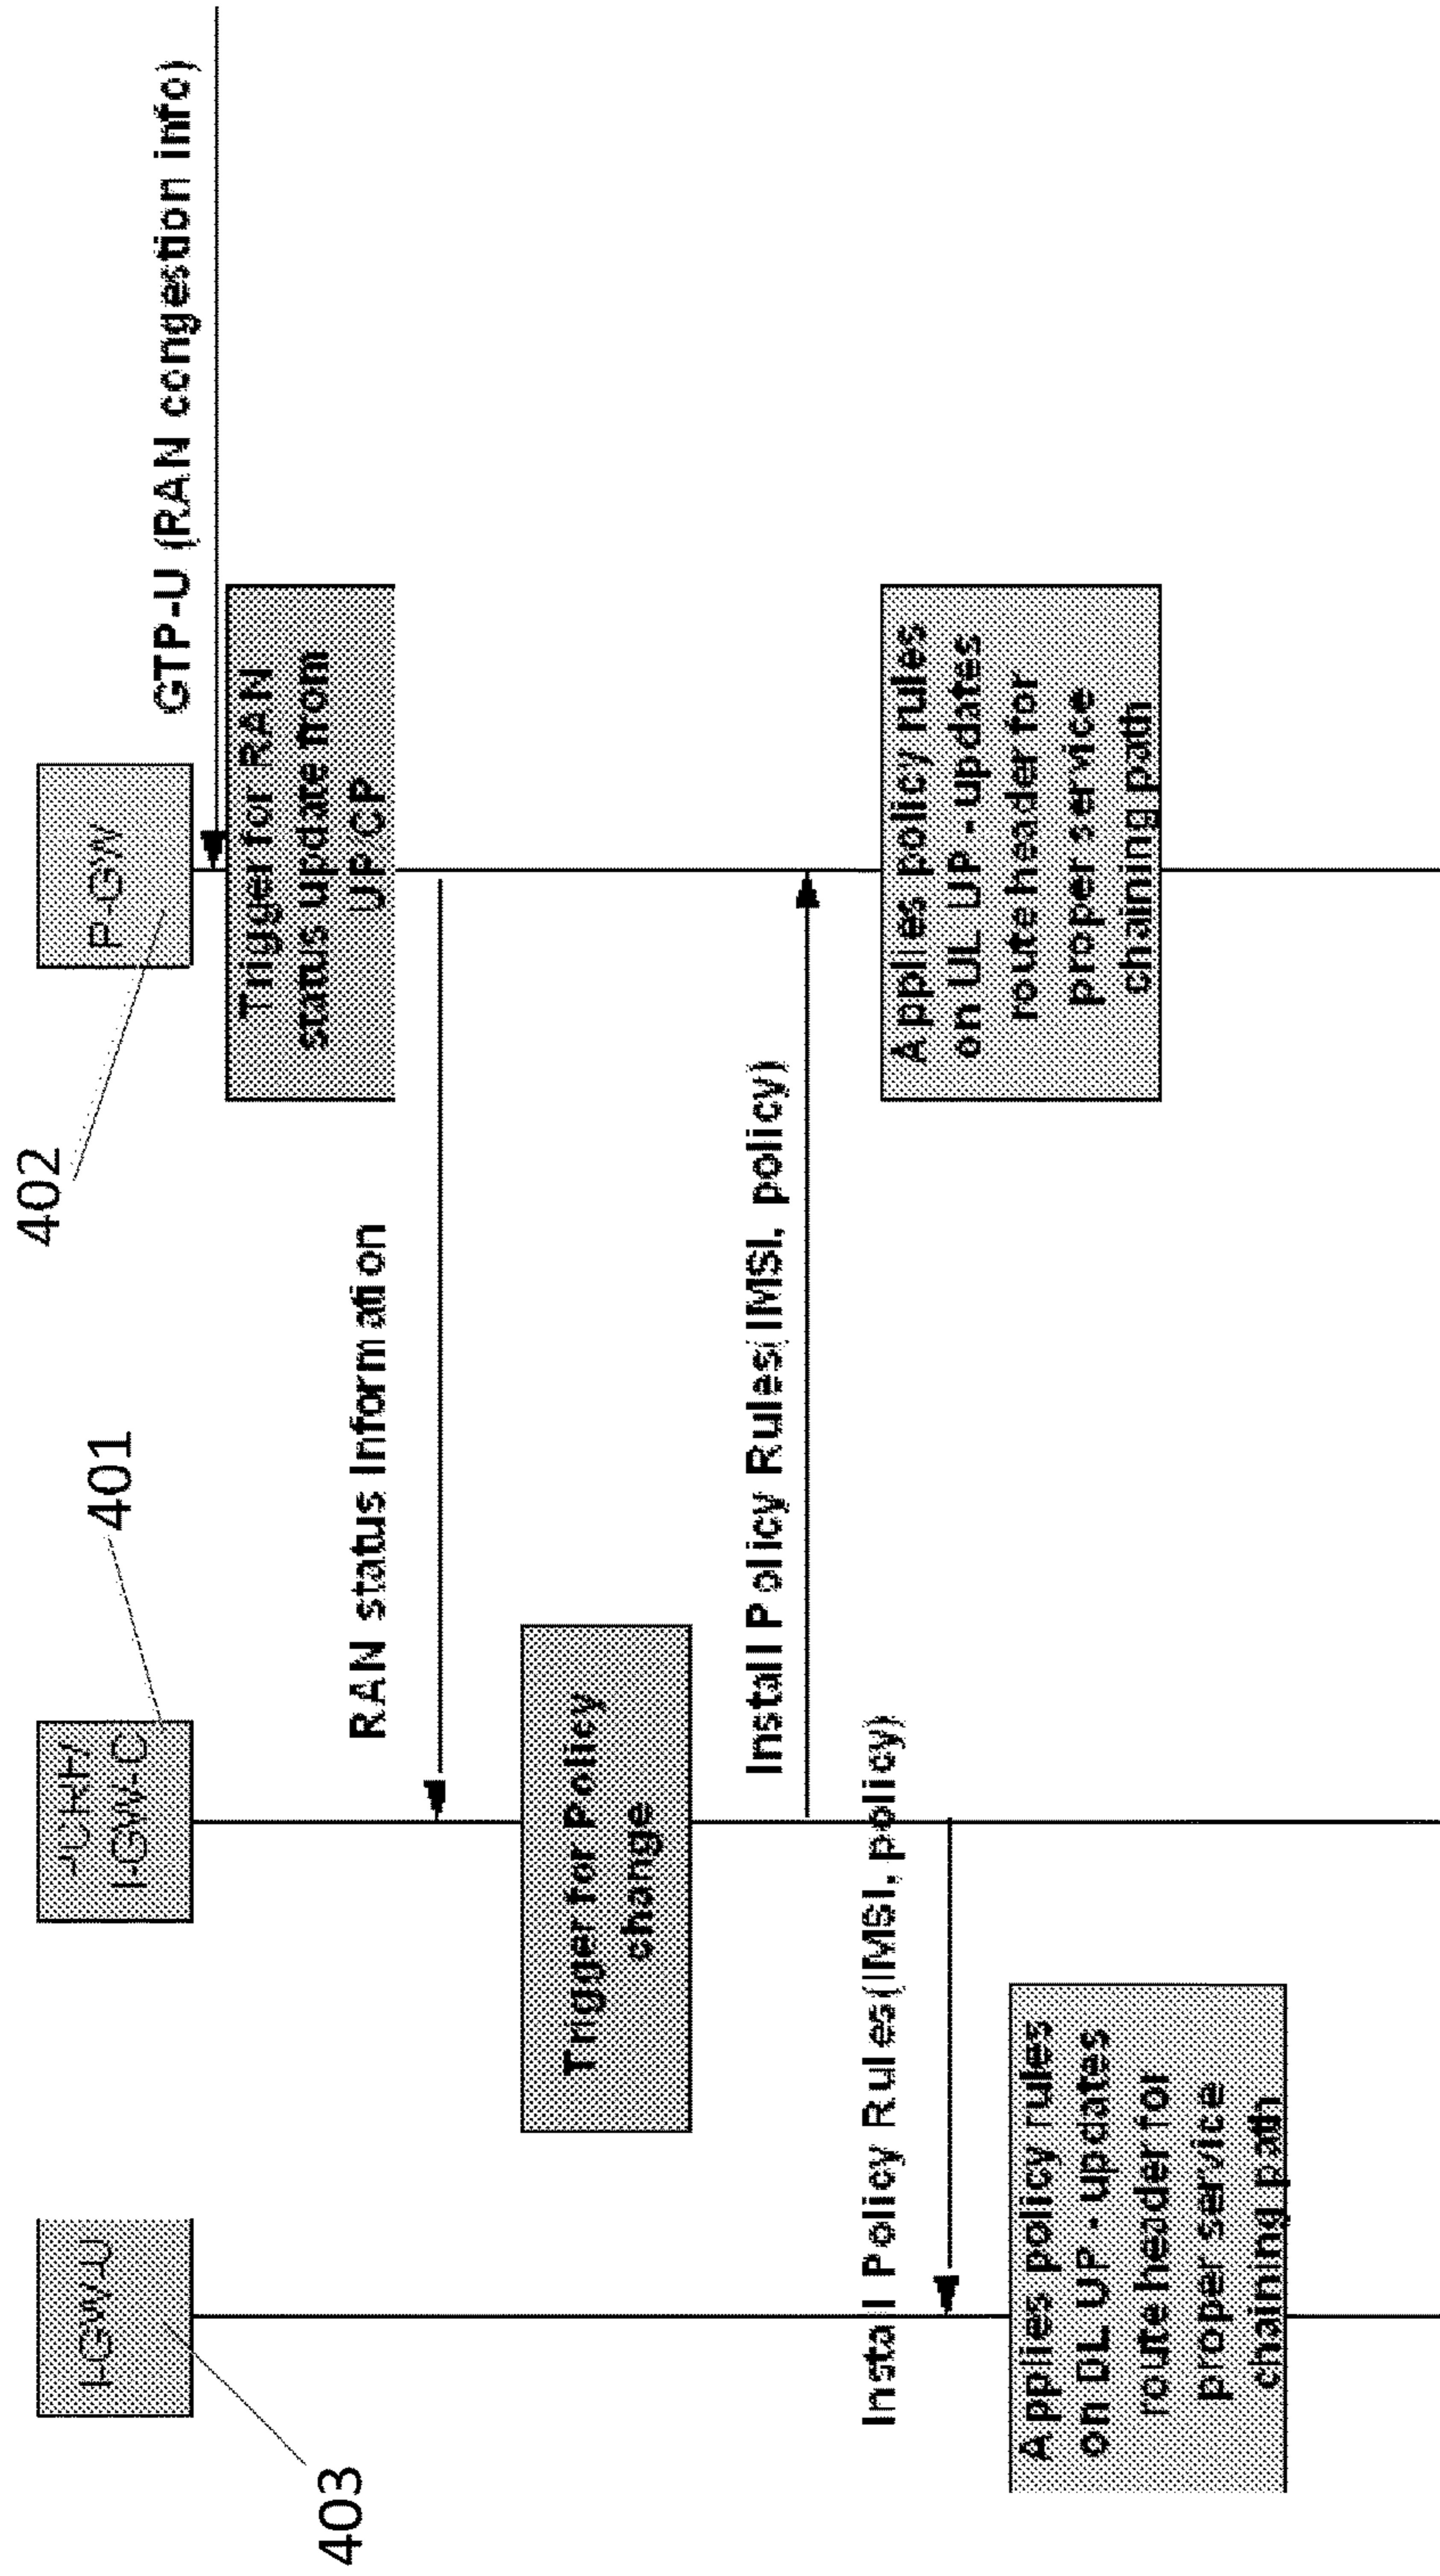 402
P-GW
GTP-U (RAN congestion info)
Trigger for RAN
status update from
UP/CP
401
I-GW-C
RAN status Information
Trigger for Policy
change
Install Policy Rules(IMSI, policy)
Applies policy rules
on UL UP - updates
route header for
proper service
chaining path
403
I-GW-U
Install Policy Rules(IMSI, policy)
Applies policy rules
on DL UP - updates
route header for
proper service
chaining path